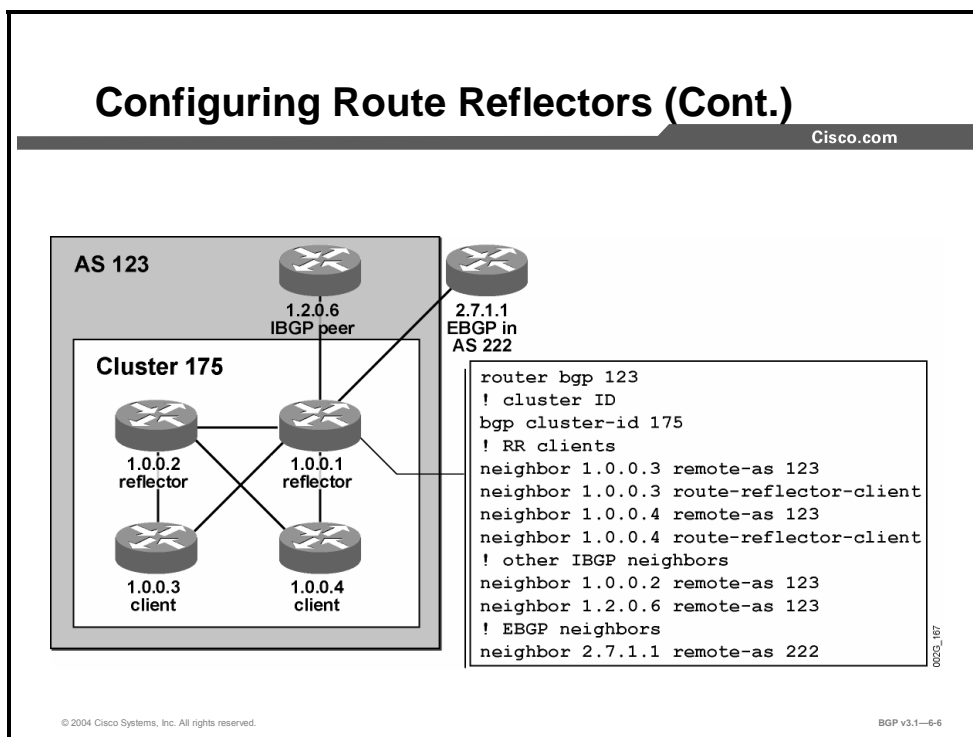 Configuring Route Reflectors (Cont.)
Cisco.com
AS 123
1.2.0.6
IBGP peer
2.7.1.1
EBGP in
AS 222
Cluster 175
1.0.0.2
reflector
1.0.0.1
reflector
1.0.0.3
client
1.0.0.4
client
router bgp 123
! cluster ID
bgp cluster-id 175
! RR clients
neighbor 1.0.0.3 remote-as 123
neighbor 1.0.0.3 route-reflector-client
neighbor 1.0.0.4 remote-as 123
neighbor 1.0.0.4 route-reflector-client
! other IBGP neighbors
neighbor 1.0.0.2 remote-as 123
neighbor 1.2.0.6 remote-as 123
! EBGP neighbors
neighbor 2.7.1.1 remote-as 222
002G_167
© 2004 Cisco Systems, Inc. All rights reserved.
BGP v3.1—6-6